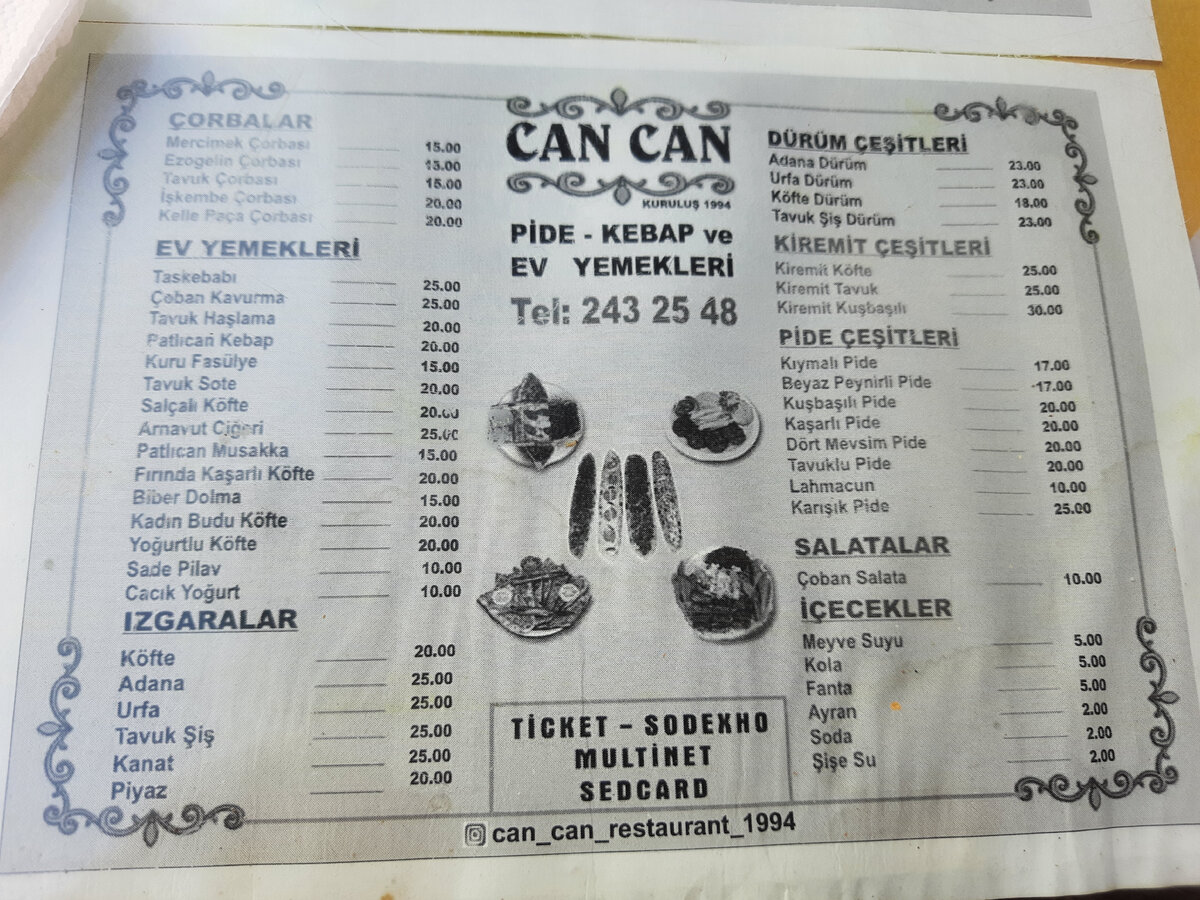 ÇORBALAR
Mercimek Çorbası 15.00
Ezogelin Çorbası 15.00
Tavuk Çorbası 15.00
İşkembe Çorbası 20.00
Kelle Paça Çorbası 20.00
EV YEMEKLERİ
Taskebabı 25.00
Çoban Kavurma 25.00
Tavuk Haşlama 20.00
Patlıcan Kebap 20.00
Kuru Fasülye 15.00
Tavuk Sote 20.00
Salçalı Köfte 20.00
Arnavut Ciğeri 25.00
Patlıcan Musakka 15.00
Fırında Kaşarlı Köfte 20.00
Biber Dolma 15.00
Kadın Budu Köfte 20.00
Yoğurtlu Köfte 20.00
Sade Pilav 10.00
Cacık Yoğurt 10.00
IZGARALAR
Köfte 20.00
Adana 25.00
Urfa 25.00
Tavuk Şiş 25.00
Kanat 25.00
Piyaz 20.00
CAN CAN
KURULUŞ 1994
PİDE - KEBAP ve
EV YEMEKLERİ
Tel: 243 25 48
TİCKET – SODEXHO
MULTİNET
SEDCARD
can_can_restaurant_1994
DÜRÜM ÇEŞİTLERİ
Adana Dürüm 23.00
Urfa Dürüm 23.00
Köfte Dürüm 18.00
Tavuk Şiş Dürüm 23.00
KİREMİT ÇEŞİTLERİ
Kiremit Köfte 25.00
Kiremit Tavuk 25.00
Kiremit Kuşbaşılı 30.00
PİDE ÇEŞİTLERİ
Kıymalı Pide 17.00
Beyaz Peynirli Pide 17.00
Kuşbaşılı Pide 20.00
Kaşarlı Pide 20.00
Dört Mevsim Pide 20.00
Tavuklu Pide 20.00
Lahmacun 10.00
Karışık Pide 25.00
SALATALAR
Çoban Salata 10.00
İÇECEKLER
Meyve Suyu 5.00
Kola 5.00
Fanta 5.00
Ayran 2.00
Soda 2.00
Şişe Su 2.00